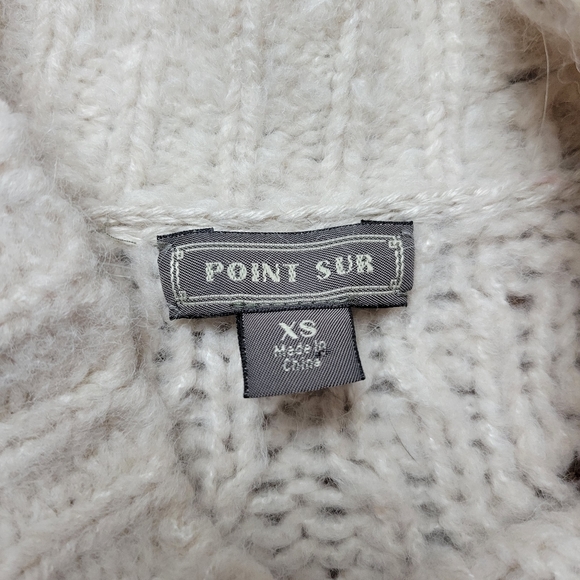 POINT SUR
XS
Made in
China